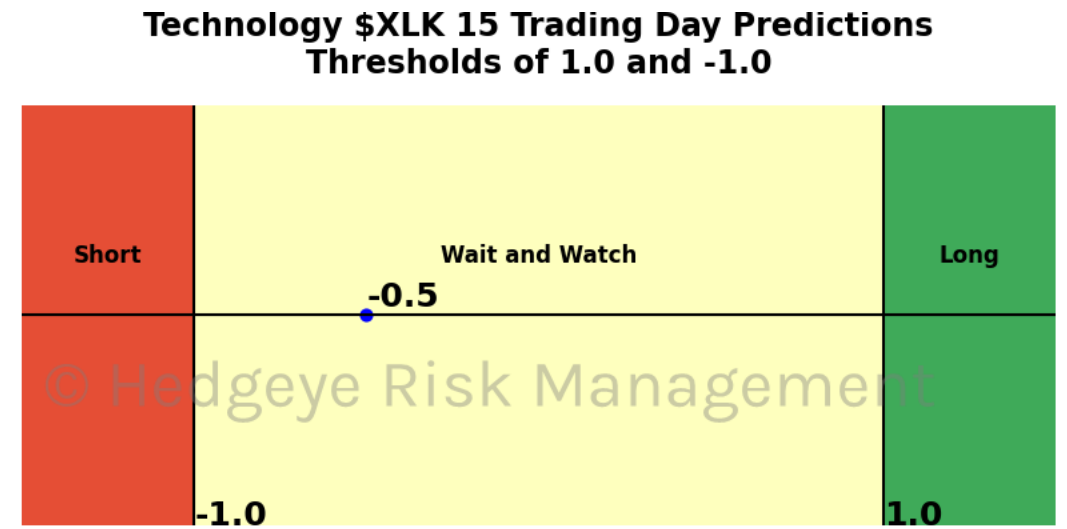 Technology $XLK 15 Trading Day Predictions
Thresholds of 1.0 and -1.0
Short
Wait and Watch
Long
-0.5
© Hedgeye Risk Management
-1.0
1.0